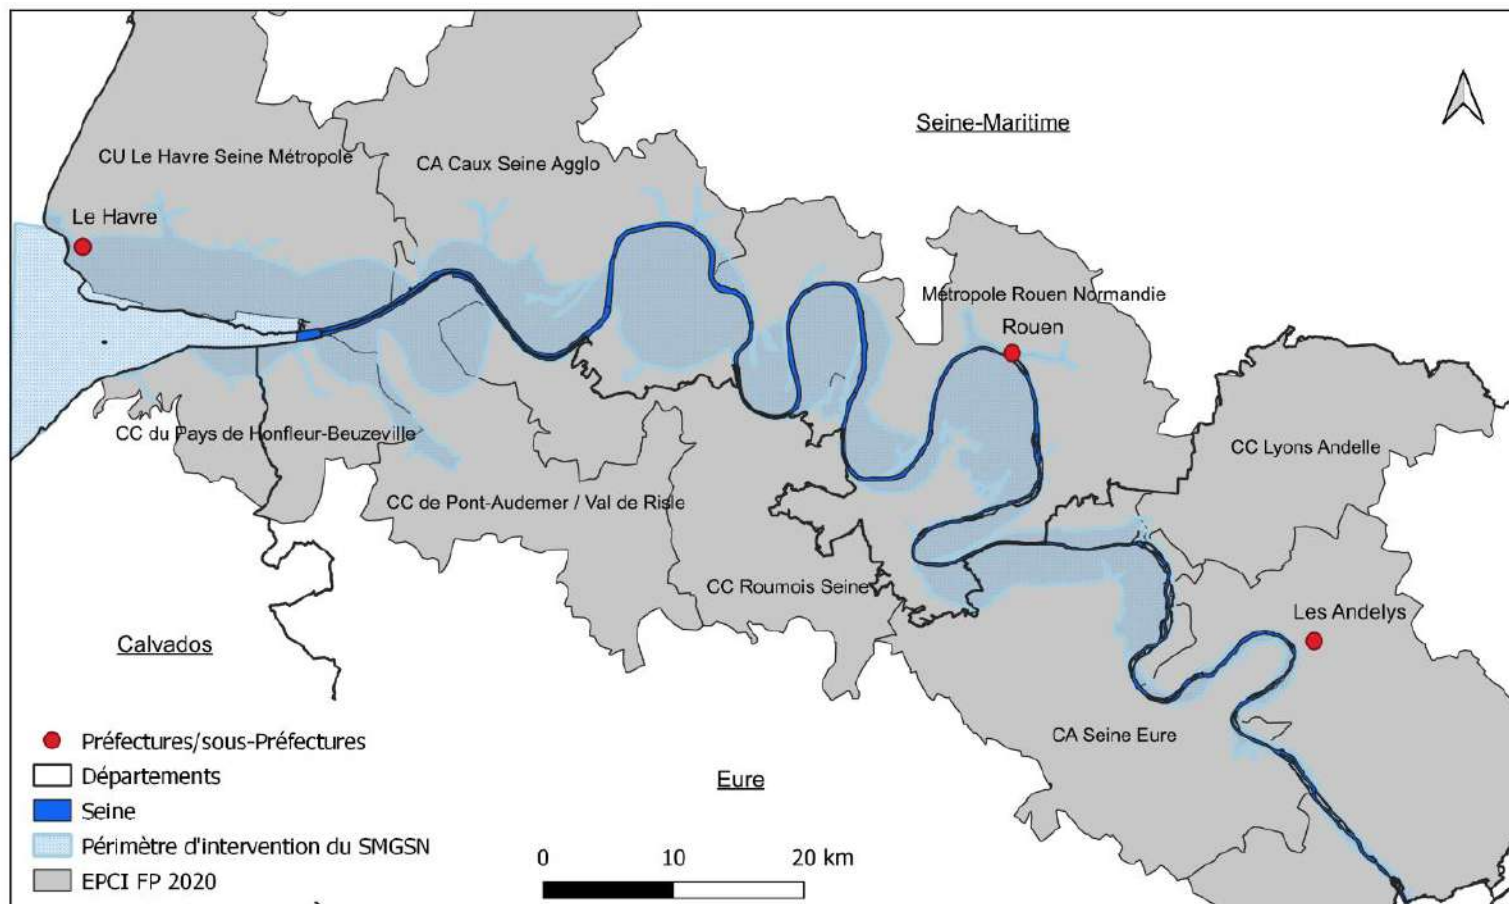 Seine-Maritime
CU Le Havre Seine Métropole
CA Caux Seine Agglo
Le Havre
Métropole Rouen Normandie
Rouen
CC du Pays de Honfleur-Beuzeville
CC Lyons Andelle
CC de Pont-Audemer / Val de Risle
CC Roumois Seine
Les Andelys
Calvados
CA Seine Eure
Eure
Préfectures/sous-Préfectures
Départements
Seine
Périmètre d'intervention du SMGSN
EPCI FP 2020
0 10 20 km